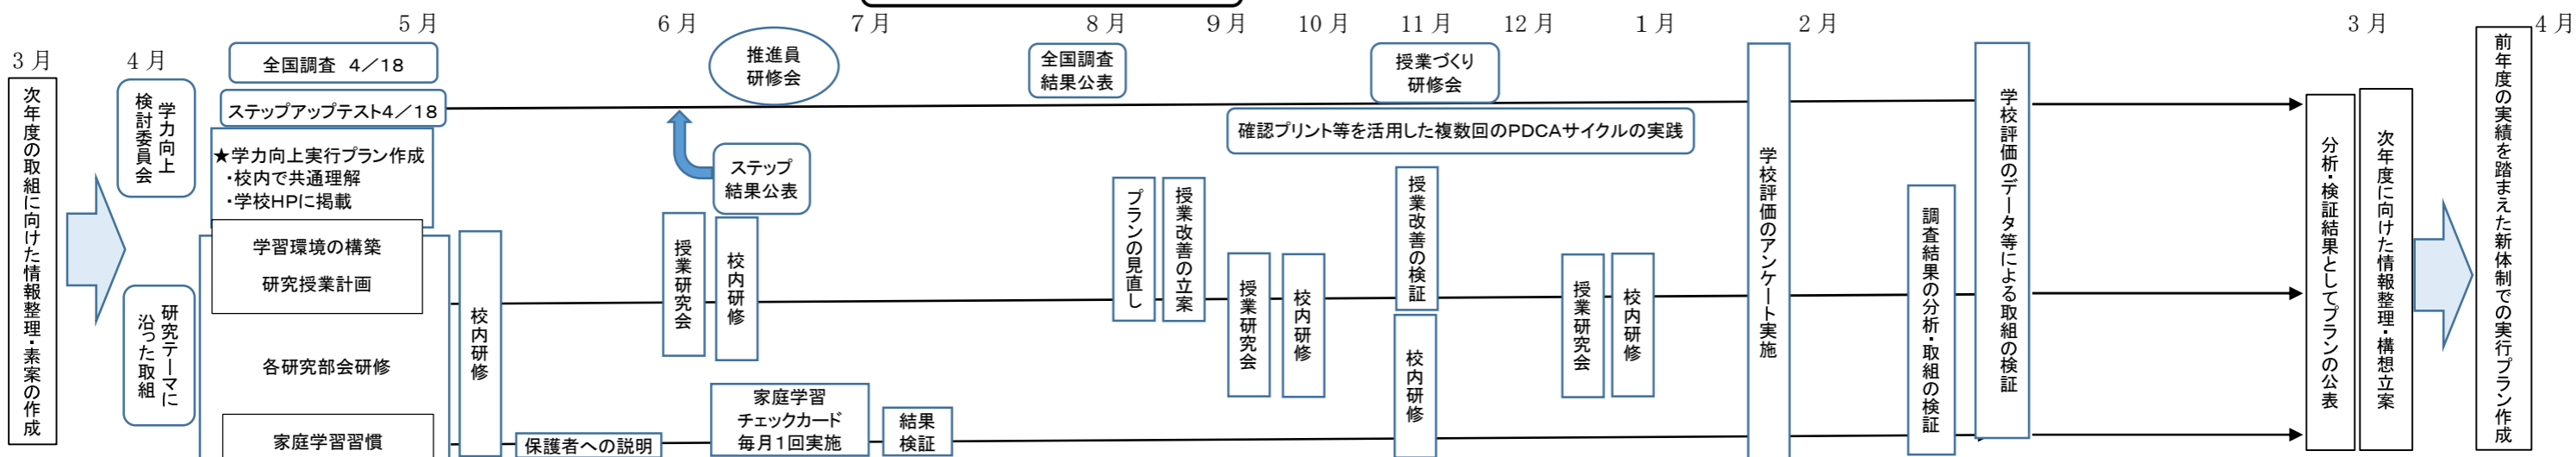 3月
4月
5月
6月
7月
8月
9月
10月
11月
12月
1月
2月
3月
4月
次年度の取組に向けた情報整理・素案の作成
学力向上
検討委員会
研究テーマに
沿った取組
全国調査 4/18
ステップアップテスト4/18
★学力向上実行プラン作成
・校内で共通理解
・学校HPに掲載
学習環境の構築
研究授業計画
各研究部会研修
家庭学習習慣
校内研修
保護者への説明
推進員
研修会
ステップ
結果公表
授業研究会
校内研修
家庭学習
チェックカード
毎月1回実施
結果
検証
全国調査
結果公表
プランの見直し
授業改善の立案
授業づくり
研修会
確認プリント等を活用した複数回のPDCAサイクルの実践
授業研究会
校内研修
授業改善の検証
校内研修
授業研究会
校内研修
学校評価のアンケート実施
調査結果の分析・取組の検証
学校評価のデータ等による取組の検証
分析・検証結果としてプランの公表
次年度に向けた情報整理・構想立案
前年度の実績を踏まえた新体制での実行プラン作成